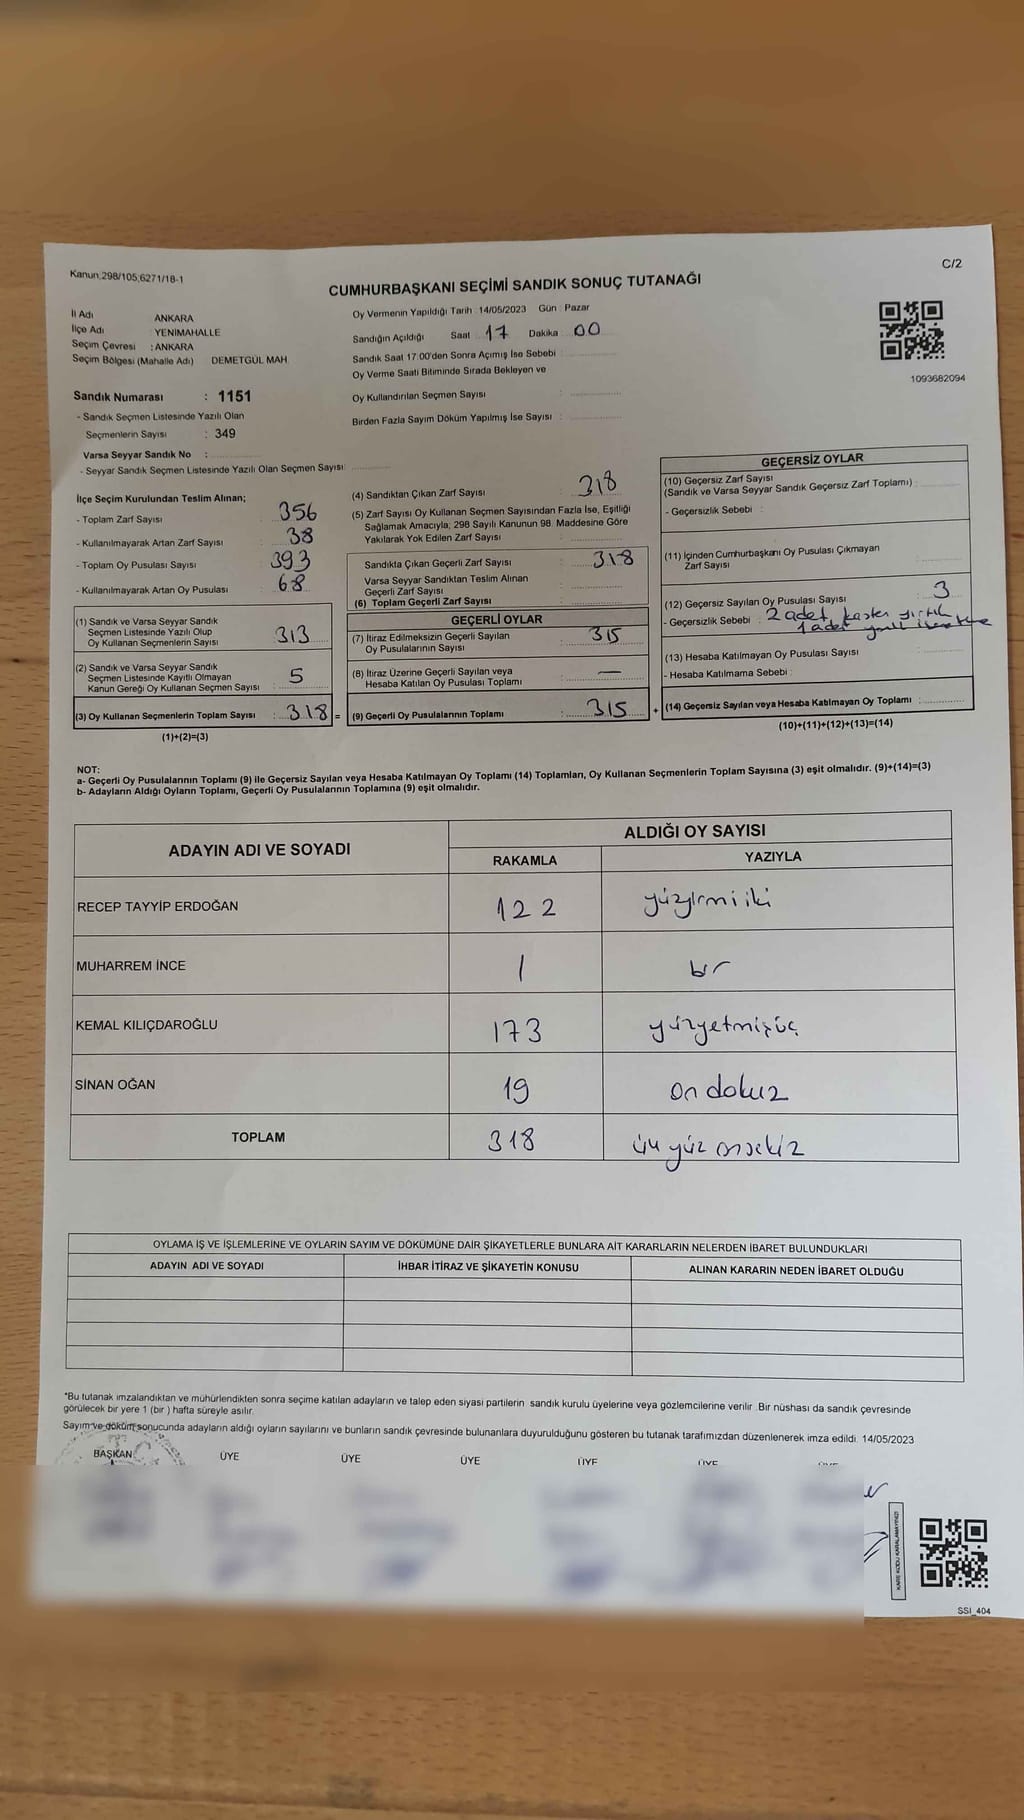 Kanun,298/105;6271/18-1
C/2
CUMHURBAŞKANI SEÇİMİ SANDIK SONUÇ TUTANAĞI
İl Adı ANKARA
İlçe Adı YENİMAHALLE
Seçim Çevresi : ANKARA
Seçim Bölgesi (Mahalle Adı) DEMETGÜL MAH.
Oy Vermenin Yapıldığı Tarih : 14/05/2023 Gün : Pazar
Sandığın Açıldığı Saat : 17 Dakika : 00
Sandık Saat 17:00'den Sonra Açımış İse Sebebi :
Oy Verme Saati Bitiminde Sırada Bekleyen ve
Oy Kullandırılan Seçmen Sayısı :
Birden Fazla Sayım Döküm Yapılmış İse Sayısı :
1093682094
Sandık Numarası : 1151
- Sandık Seçmen Listesinde Yazılı Olan
Seçmenlerin Sayısı : 349
Varsa Seyyar Sandık No :
- Seyyar Sandık Seçmen Listesinde Yazılı Olan Seçmen Sayısı:
İlçe Seçim Kurulundan Teslim Alınan;
- Toplam Zarf Sayısı : 356
- Kullanılmayarak Artan Zarf Sayısı : 38
- Toplam Oy Pusulası Sayısı : 393
- Kullanılmayarak Artan Oy Pusulası : 68
(1) Sandık ve Varsa Seyyar Sandık
Seçmen Listesinde Yazılı Olup
Oy Kullanan Seçmenlerin Sayısı : 313
(2) Sandık ve Varsa Seyyar Sandık
Seçmen Listesinde Kayıtlı Olmayan
Kanun Gereği Oy Kullanan Seçmen Sayısı : 5
(3) Oy Kullanan Seçmenlerin Toplam Sayısı : 318 =
(1)+(2)=(3)
(4) Sandıktan Çıkan Zarf Sayısı : 318
(5) Zarf Sayısı Oy Kullanan Seçmen Sayısından Fazla İse, Eşitliği
Sağlamak Amacıyla; 298 Sayılı Kanunun 98. Maddesine Göre
Yakılarak Yok Edilen Zarf Sayısı :
Sandıkta Çıkan Geçerli Zarf Sayısı : 318
Varsa Seyyar Sandıktan Teslim Alınan
Geçerli Zarf Sayısı :
(6) Toplam Geçerli Zarf Sayısı :
GEÇERLİ OYLAR
(7) İtiraz Edilmeksizin Geçerli Sayılan
Oy Pusulalarının Sayısı : 315
(8) İtiraz Üzerine Geçerli Sayılan veya
Hesaba Katılan Oy Pusulası Toplamı : —
(9) Geçerli Oy Pusulalarının Toplamı : 315 +
GEÇERSİZ OYLAR
(10) Geçersiz Zarf Sayısı
(Sandık ve Varsa Seyyar Sandık Geçersiz Zarf Toplamı) :
- Geçersizlik Sebebi :
(11) İçinden Cumhurbaşkanı Oy Pusulası Çıkmayan
Zarf Sayısı :
(12) Geçersiz Sayılan Oy Pusulası Sayısı : 3
- Geçersizlik Sebebi : 2 adet kasten yırtık
1 adet
(13) Hesaba Katılmayan Oy Pusulası Sayısı :
- Hesaba Katılmama Sebebi :
(14) Geçersiz Sayılan veya Hesaba Katılmayan Oy Toplamı :
(10)+(11)+(12)+(13)=(14)
NOT:
a- Geçerli Oy Pusulalarının Toplamı (9) ile Geçersiz Sayılan veya Hesaba Katılmayan Oy Toplamı (14) Toplamları, Oy Kullanan Seçmenlerin Toplam Sayısına (3) eşit olmalıdır. (9)+(14)=(3)
b- Adayların Aldığı Oyların Toplamı, Geçerli Oy Pusulalarının Toplamına (9) eşit olmalıdır.
ADAYIN ADI VE SOYADI
ALDIĞI OY SAYISI
RAKAMLA YAZIYLA
RECEP TAYYİP ERDOĞAN 122 yüzyirmiiki
MUHARREM İNCE 1 bir
KEMAL KILIÇDAROĞLU 173 yüzyetmişüç
SİNAN OĞAN 19 on dokuz
TOPLAM 318 üç yüz onsekiz
OYLAMA İŞ VE İŞLEMLERİNE VE OYLARIN SAYIM VE DÖKÜMÜNE DAİR ŞİKAYETLERLE BUNLARA AİT KARARLARIN NELERDEN İBARET BULUNDUKLARI
ADAYIN ADI VE SOYADI İHBAR İTİRAZ VE ŞİKAYETİN KONUSU ALINAN KARARIN NEDEN İBARET OLDUĞU
*Bu tutanak imzalandıktan ve mühürlendikten sonra seçime katılan adayların ve talep eden siyasi partilerin sandık kurulu üyelerine veya gözlemcilerine verilir. Bir nüshası da sandık çevresinde
görülecek bir yere 1 (bir ) hafta süreyle asılır.
Sayım ve döküm sonucunda adayların aldığı oyların sayılarını ve bunların sandık çevresinde bulunanlara duyurulduğunu gösteren bu tutanak tarafımızdan düzenlenerek imza edildi. 14/05/2023
BAŞKAN ÜYE ÜYE ÜYE ÜYE ÜYE
KARE KODU KARALAMAYINIZ!
SSI_404